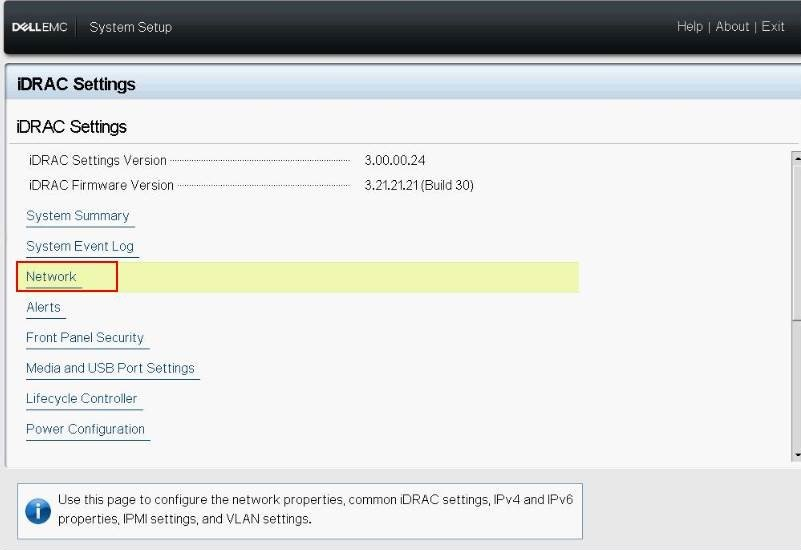 DELLEMC System Setup Help | About | Exit
iDRAC Settings
iDRAC Settings
iDRAC Settings Version 3.00.00.24
iDRAC Firmware Version 3.21.21.21 (Build 30)
System Summary
System Event Log
Network
Alerts
Front Panel Security
Media and USB Port Settings
Lifecycle Controller
Power Configuration
Use this page to configure the network properties, common iDRAC settings, IPv4 and IPv6
properties, IPMI settings, and VLAN settings.